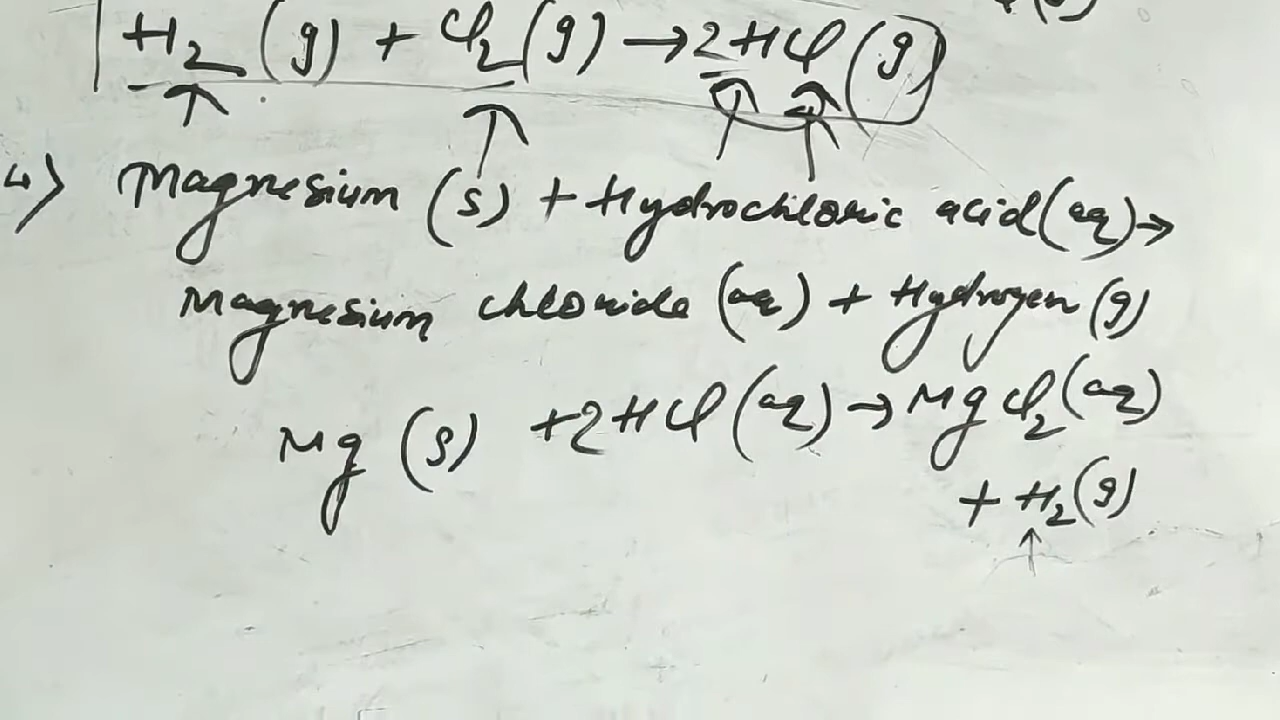 H₂ (g) + Cl₂ (g) → 2HCl (g)
4) Magnesium (s) + Hydrochloric acid (aq) →
Magnesium chloride (aq) + Hydrogen (g)
Mg (s) + 2HCl (aq) → MgCl₂ (aq)
+ H₂ (g)